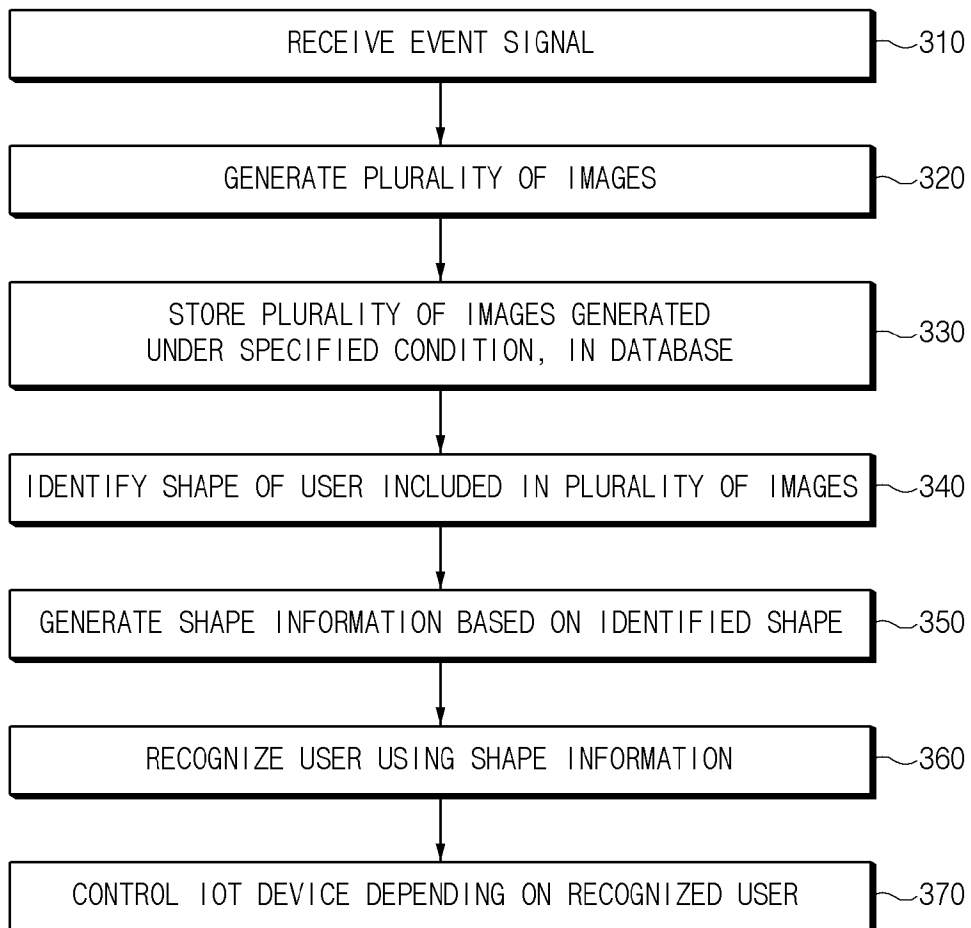 RECEIVE EVENT SIGNAL
310
GENERATE PLURALITY OF IMAGES
320
STORE PLURALITY OF IMAGES GENERATED
UNDER SPECIFIED CONDITION, IN DATABASE
330
IDENTIFY SHAPE OF USER INCLUDED IN PLURALITY OF IMAGES
340
GENERATE SHAPE INFORMATION BASED ON IDENTIFIED SHAPE
350
RECOGNIZE USER USING SHAPE INFORMATION
360
CONTROL IOT DEVICE DEPENDING ON RECOGNIZED USER
370